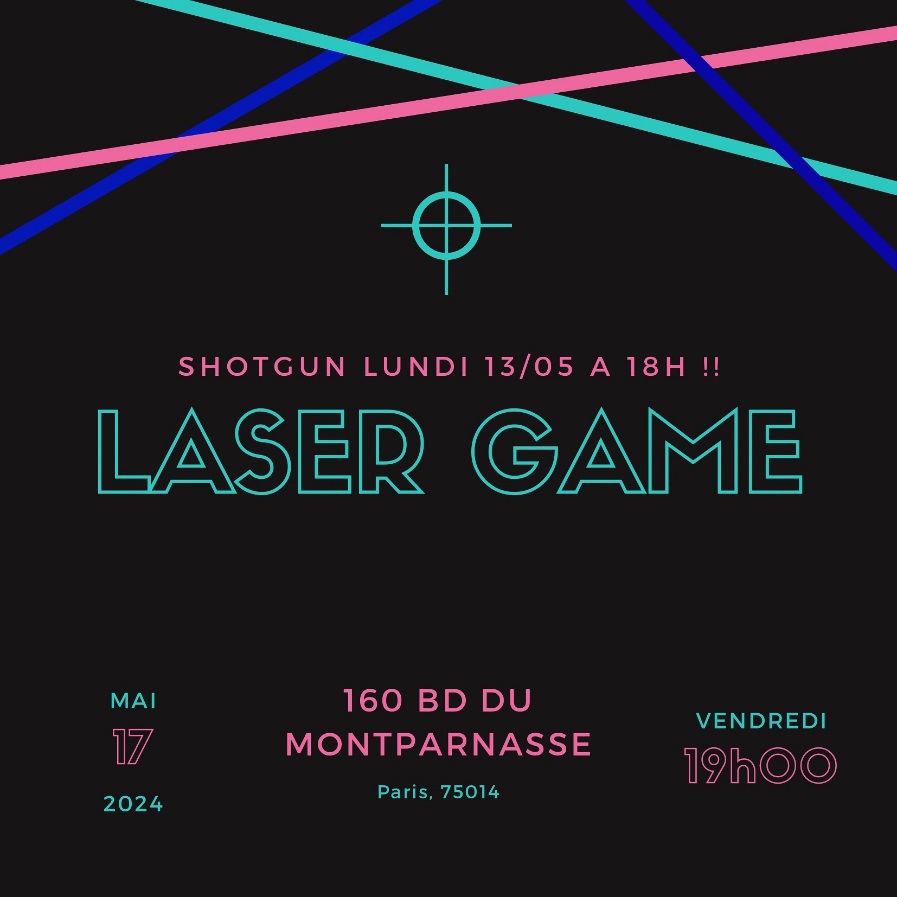 SHOTGUN LUNDI 13/05 A 18H !!
LASER GAME
MAI
17
2024
160 BD DU
MONTPARNASSE
Paris, 75014
VENDREDI
19h00